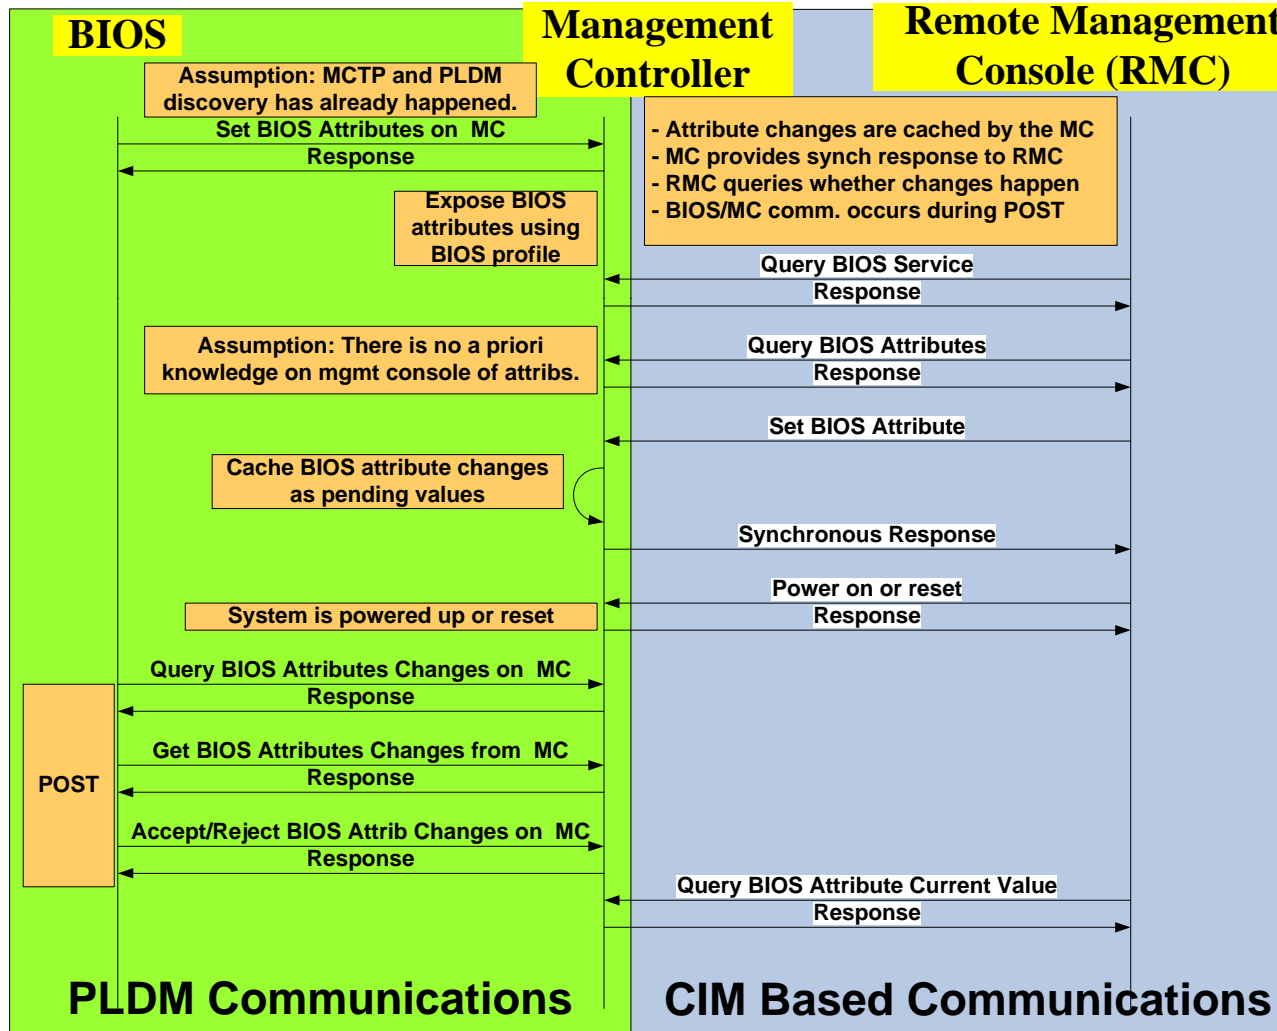 BIOS
Management
Controller
Remote Management
Console (RMC)
Assumption: MCTP and PLDM
discovery has already happened.
Set BIOS Attributes on MC
Response
- Attribute changes are cached by the MC
- MC provides synch response to RMC
- RMC queries whether changes happen
- BIOS/MC comm. occurs during POST
Expose BIOS
attributes using
BIOS profile
Query BIOS Service
Response
Assumption: There is no a priori
knowledge on mgmt console of attribs.
Query BIOS Attributes
Response
Set BIOS Attribute
Cache BIOS attribute changes
as pending values
Synchronous Response
Power on or reset
System is powered up or reset
Response
Query BIOS Attributes Changes on MC
Response
Get BIOS Attributes Changes from MC
Response
POST
Accept/Reject BIOS Attrib Changes on MC
Response
Query BIOS Attribute Current Value
Response
PLDM Communications
CIM Based Communications